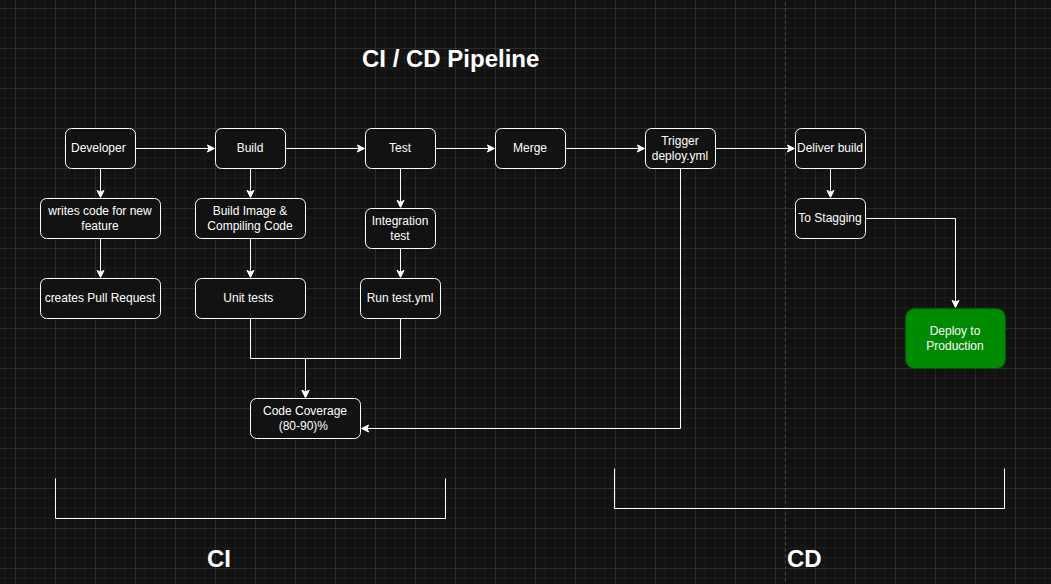 CI / CD Pipeline
Developer
Build
Test
Merge
Trigger
deploy.yml
Deliver build
writes code for new
feature
Build Image &
Compiling Code
Integration
test
To Stagging
creates Pull Request
Unit tests
Run test.yml
Deploy to
Production
Code Coverage
(80-90)%
CI
CD